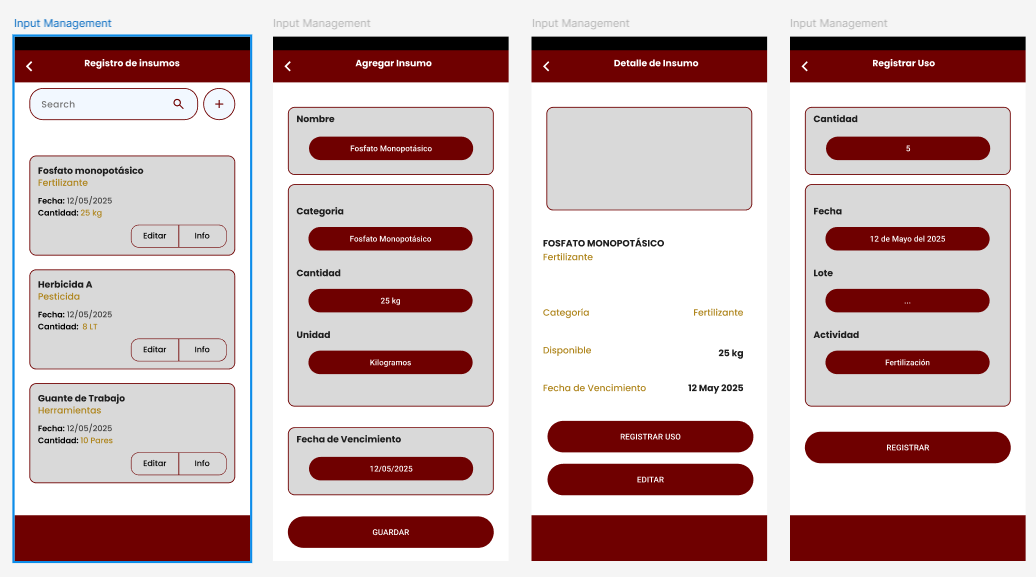 Input Management
Registro de insumos
Search
+
Fosfato monopotásico
Fertilizante
Fecha: 12/05/2025
Cantidad: 25 kg
Editar
Info
Herbicida A
Pesticida
Fecha: 12/05/2025
Cantidad: 8 LT
Editar
Info
Guante de Trabajo
Herramientas
Fecha: 12/05/2025
Cantidad: 10 Pares
Editar
Info
Input Management
Agregar Insumo
Nombre
Fosfato Monopotásico
Categoria
Fosfato Monopotásico
Cantidad
25 kg
Unidad
Kilogramos
Fecha de Vencimiento
12/05/2025
GUARDAR
Input Management
Detalle de Insumo
FOSFATO MONOPOTÁSICO
Fertilizante
Categoría Fertilizante
Disponible 25 kg
Fecha de Vencimiento 12 May 2025
REGISTRAR USO
EDITAR
Input Management
Registrar Uso
Cantidad
5
Fecha
12 de Mayo del 2025
Lote
...
Actividad
Fertilización
REGISTRAR